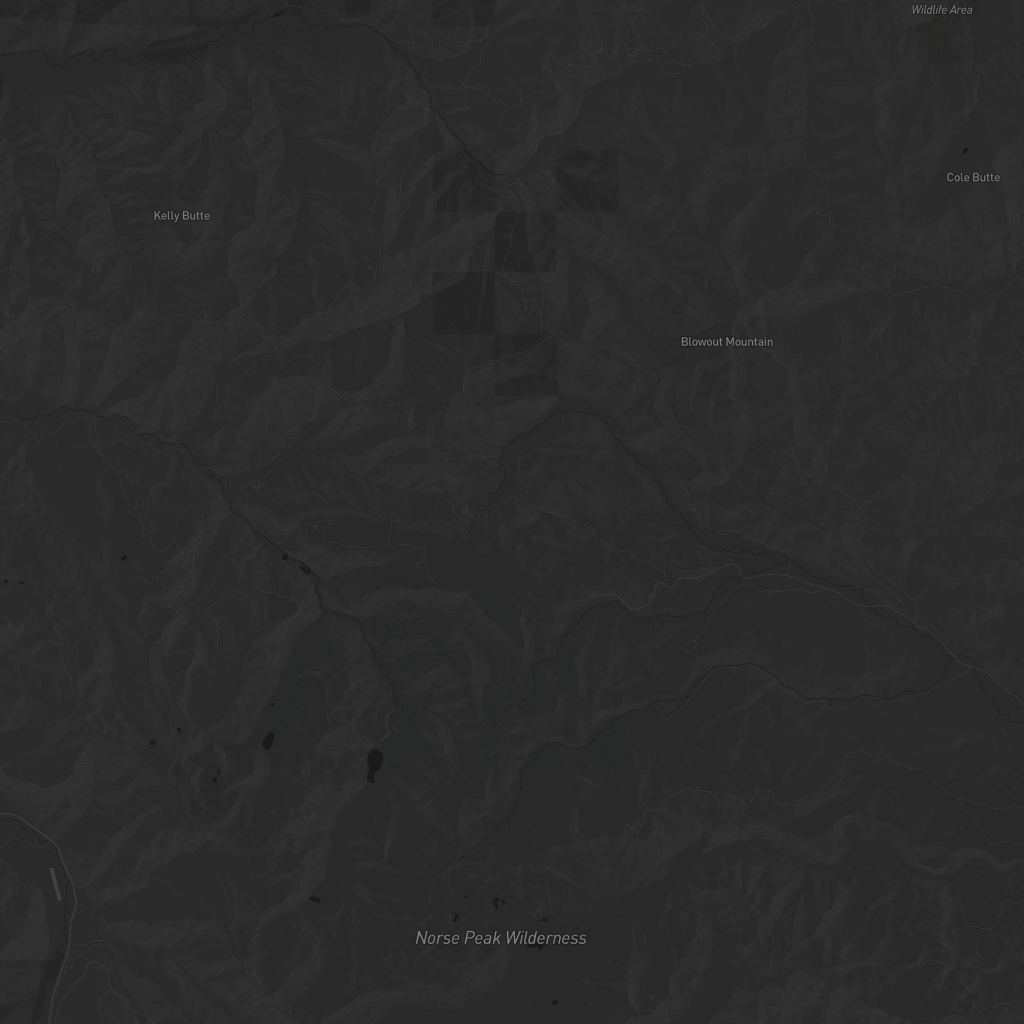 Wildlife Area
Cole Butte
Kelly Butte
Blowout Mountain
Norse Peak Wilderness